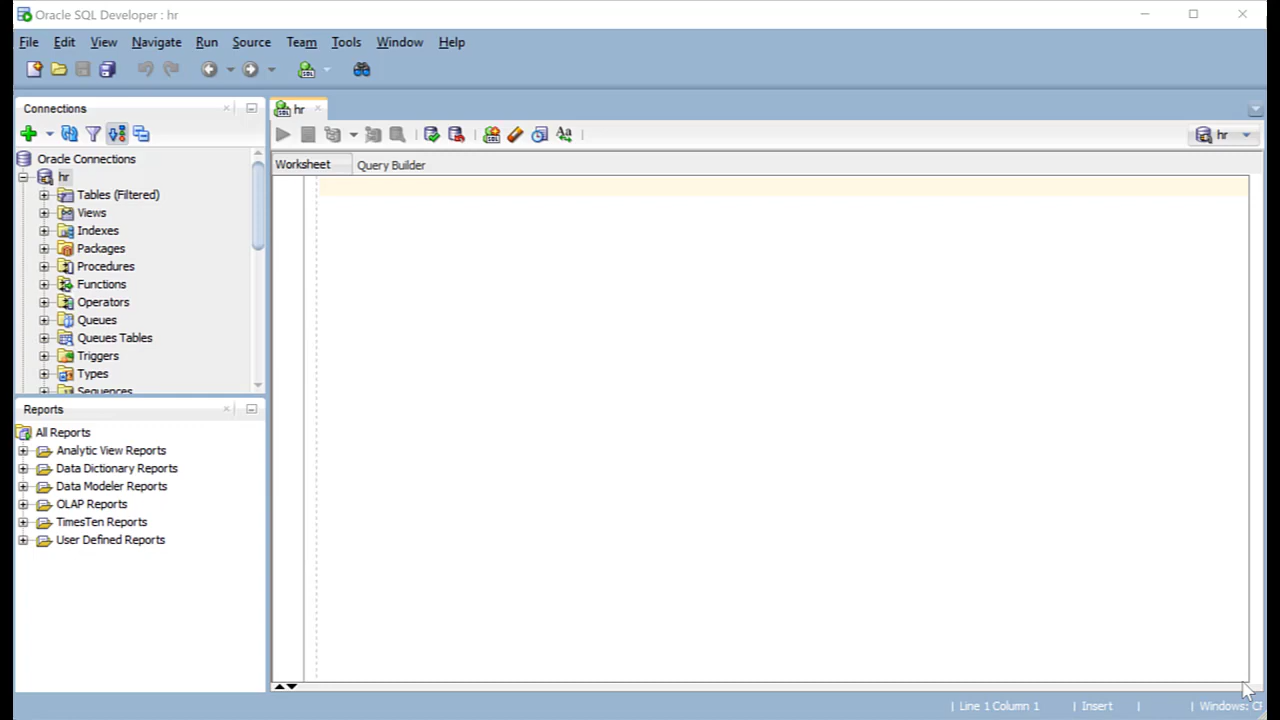 Oracle SQL Developer : hr
File Edit View Navigate Run Source Team Tools Window Help
Connections
Oracle Connections
hr
Tables (Filtered)
Views
Indexes
Packages
Procedures
Functions
Operators
Queues
Queues Tables
Triggers
Types
Sequences
Reports
All Reports
Analytic View Reports
Data Dictionary Reports
Data Modeler Reports
OLAP Reports
TimesTen Reports
User Defined Reports
hr
hr
Worksheet Query Builder
Line 1 Column 1 Insert Windows: CF